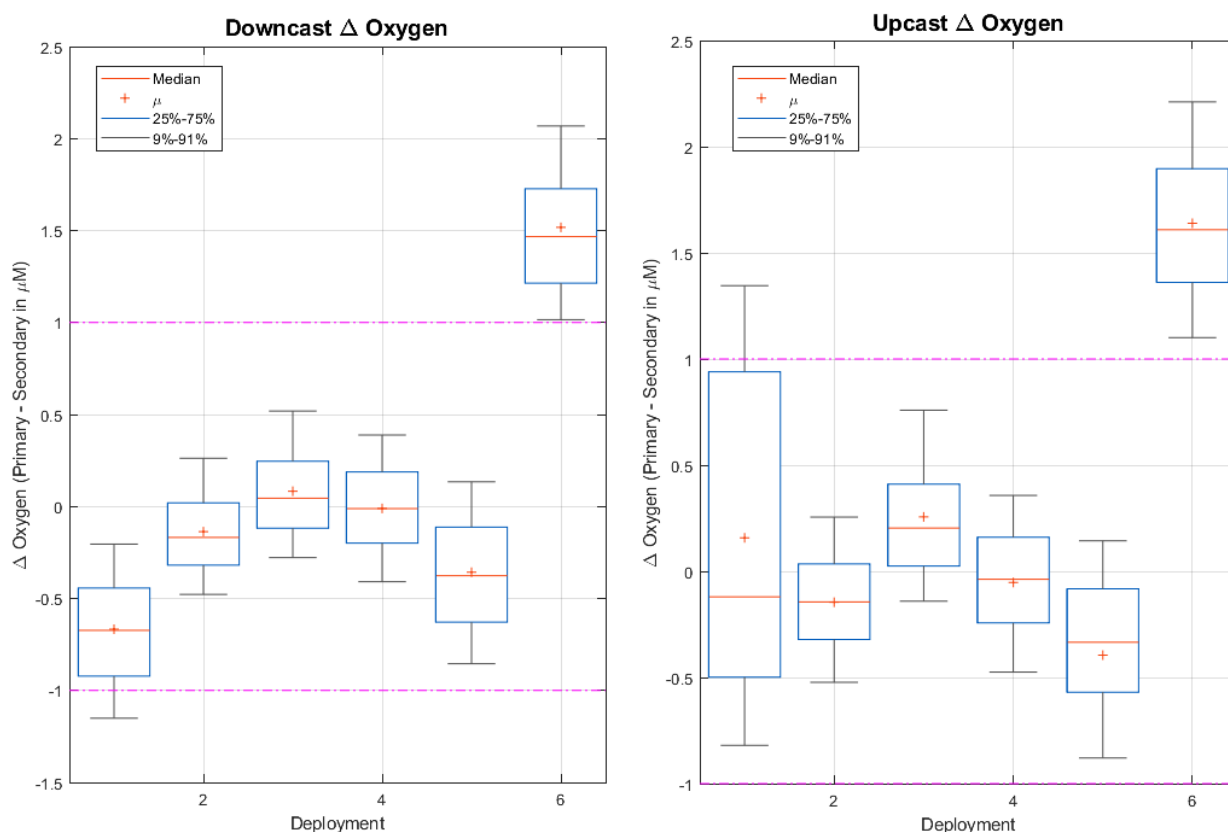 Downcast Δ Oxygen
2.5
2
1.5
1
0.5
0
-0.5
-1
-1.5
Δ Oxygen (Primary - Secondary in μM)
Median
μ
25%-75%
9%-91%
2
4
6
Deployment
Upcast Δ Oxygen
2.5
2
1.5
1
0.5
0
-0.5
-1
Δ Oxygen (Primary - Secondary in μM)
Median
μ
25%-75%
9%-91%
2
4
6
Deployment